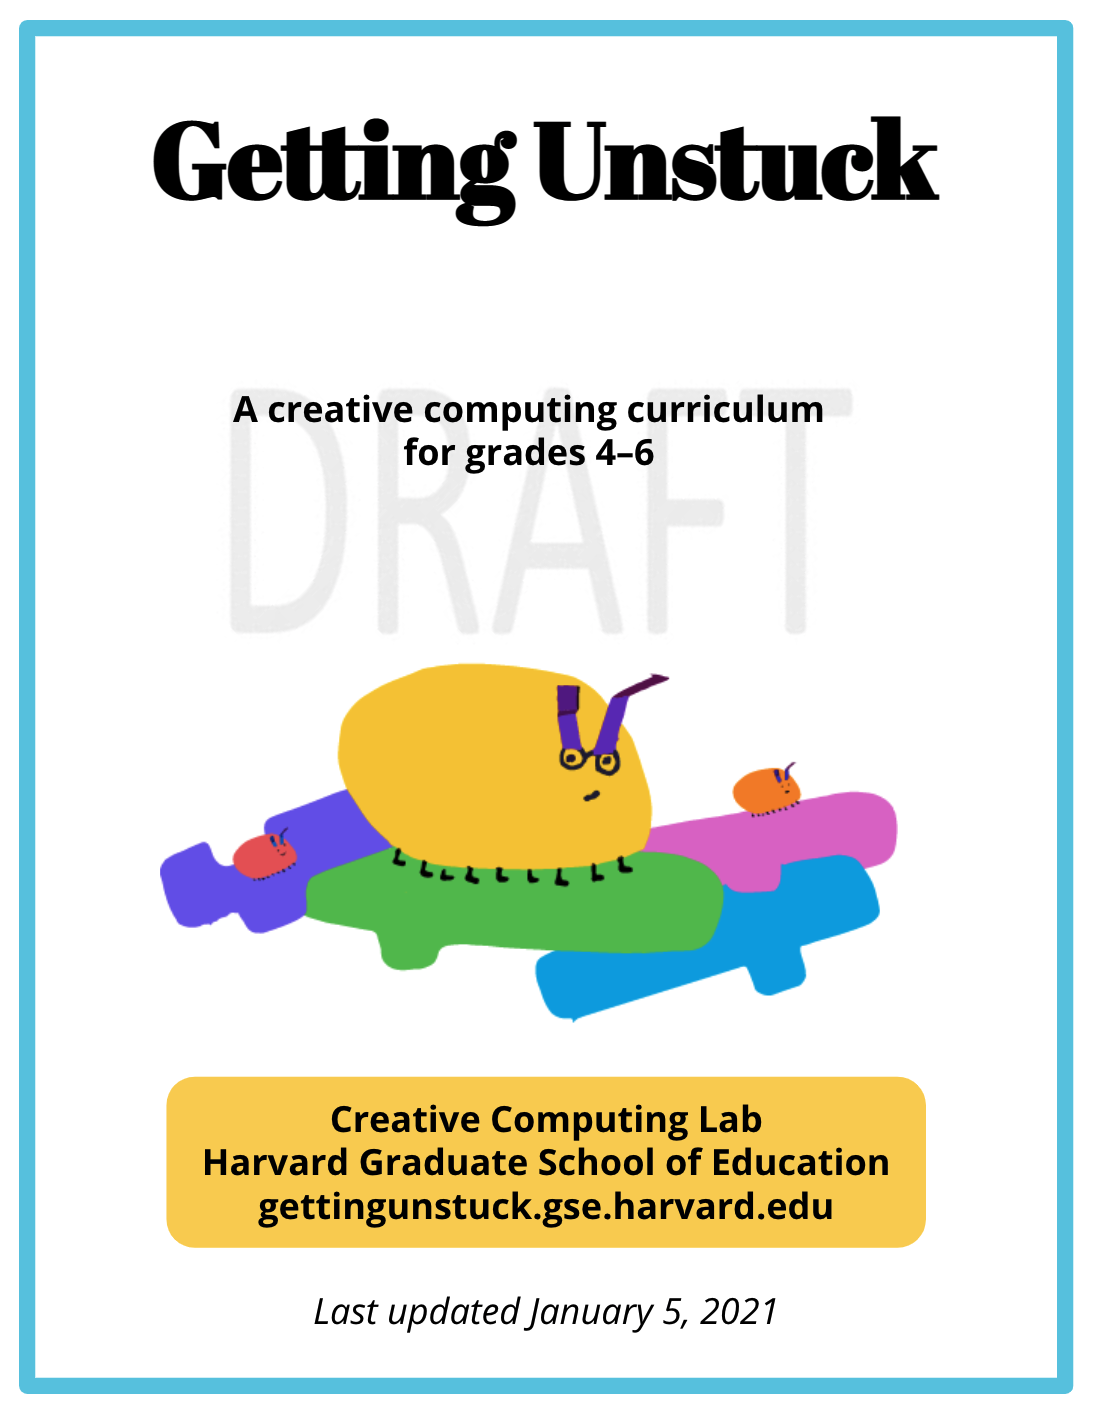 Getting Unstuck
A creative computing curriculum
for grades 4–6
DRAFT
Creative Computing Lab
Harvard Graduate School of Education
gettingunstuck.gse.harvard.edu
Last updated January 5, 2021